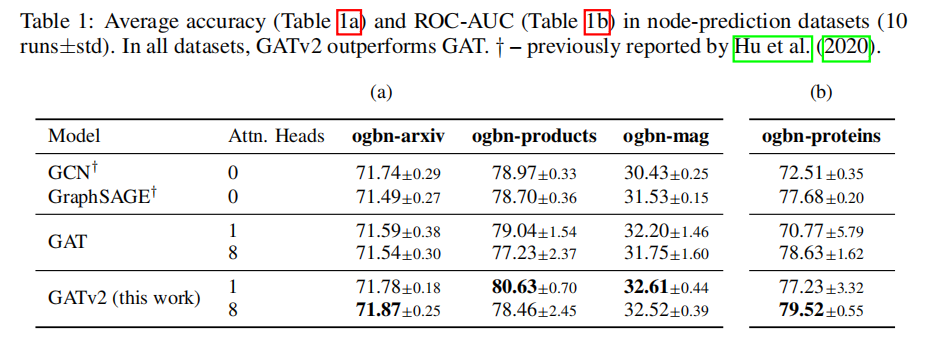 Table 1: Average accuracy (Table 1a) and ROC-AUC (Table 1b) in node-prediction datasets (10
runs±std). In all datasets, GATv2 outperforms GAT. † – previously reported by Hu et al. (2020).
(a) (b)
Model Attn. Heads ogbn-arxiv ogbn-products ogbn-mag ogbn-proteins
GCN† 0 71.74±0.29 78.97±0.33 30.43±0.25 72.51±0.35
GraphSAGE† 0 71.49±0.27 78.70±0.36 31.53±0.15 77.68±0.20
GAT 1 71.59±0.38 79.04±1.54 32.20±1.46 70.77±5.79
8 71.54±0.30 77.23±2.37 31.75±1.60 78.63±1.62
GATv2 (this work) 1 71.78±0.18 80.63±0.70 32.61±0.44 77.23±3.32
8 71.87±0.25 78.46±2.45 32.52±0.39 79.52±0.55